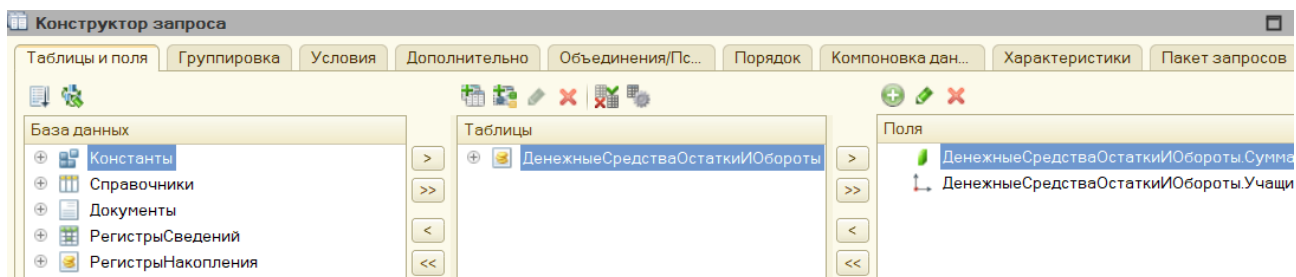 Конструктор запроса
Таблицы и поля Группировка Условия Дополнительно Объединения/Пс... Порядок Компоновка дан... Характеристики Пакет запросов
База данных Таблицы Поля
Константы > ДенежныеСредстваОстаткиИОбороты > ДенежныеСредстваОстаткиИОбороты.Сумма
Справочники >> >> ДенежныеСредстваОстаткиИОбороты.Учащи
Документы
РегистрыСведений < <
РегистрыНакопления << <<